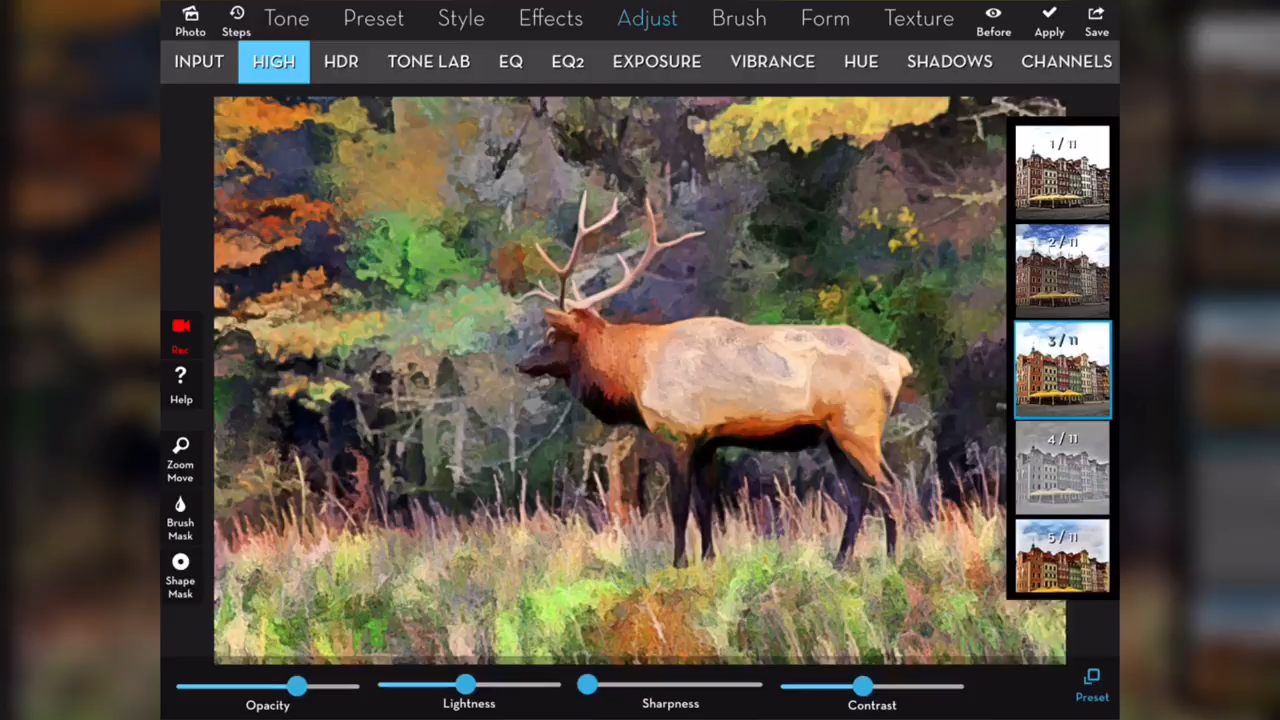 Photo
Steps
Tone
Preset
Style
Effects
Adjust
Brush
Form
Texture
Before
Apply
Save
INPUT
HIGH
HDR
TONE LAB
EQ
EQ2
EXPOSURE
VIBRANCE
HUE
SHADOWS
CHANNELS
1 / 11
2 / 11
3 / 11
4 / 11
5 / 11
Rec
?
Help
Zoom
Move
Brush
Mask
Shape
Mask
Opacity
Lightness
Sharpness
Contrast
Preset